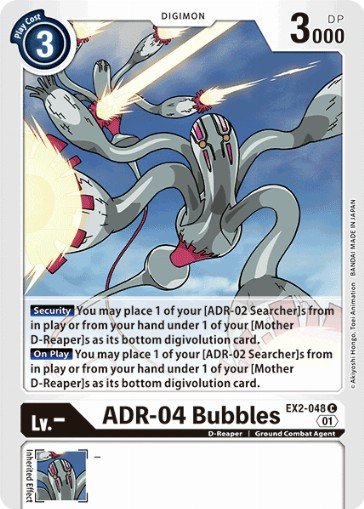 Play Cost
3
DIGIMON
DP
3000
Security You may place 1 of your [ADR-02 Searcher]s from
in play or from your hand under 1 of your [Mother
D-Reaper]s as its bottom digivolution card.
On Play You may place 1 of your [ADR-02 Searcher]s from
in play or from your hand under 1 of your [Mother
D-Reaper]s as its bottom digivolution card.
©Akiyoshi Hongo, Toei Animation BANDAI MADE IN JAPAN
Lv.–
ADR-04 Bubbles
EX2-048 C
01
D-Reaper | Ground Combat Agent
Inherited Effect
–